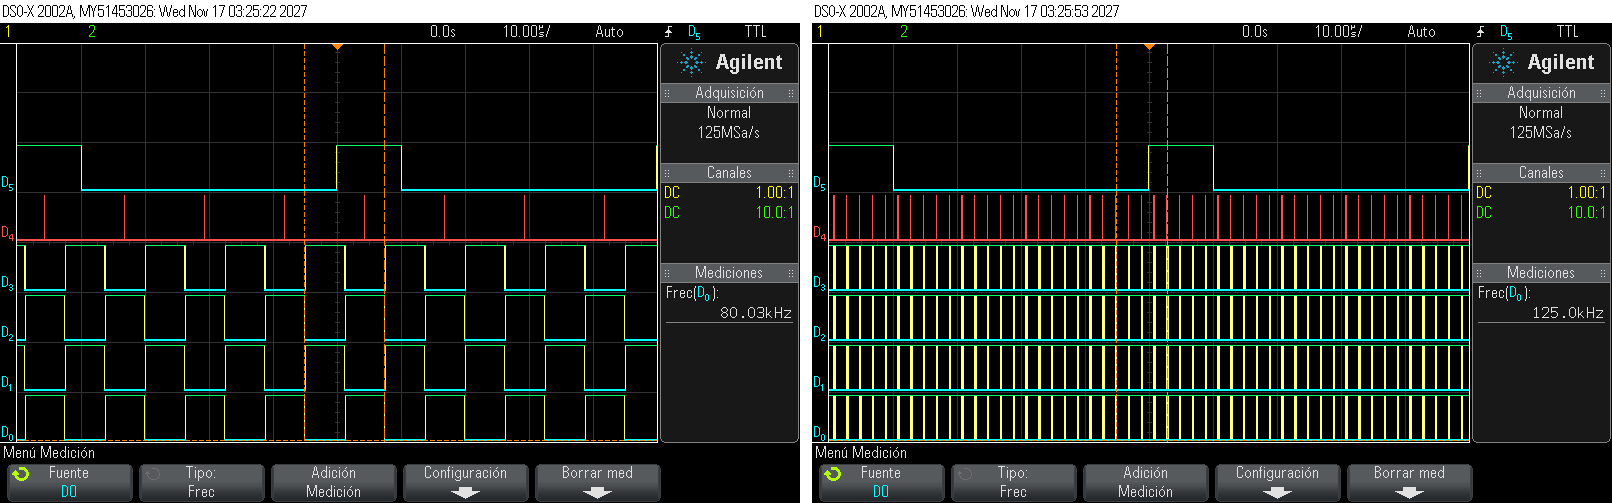 DSO-X 2002A, MY51453026: Wed Nov 17 03:25:22 2027
1 2 0.0s 10.00µs/ Auto D5 TTL
Agilent
Adquisición
Normal
125MSa/s
Canales
DC 1.00:1
DC 10.0:1
Mediciones
Frec(D0):
80.03kHz
D5
D4
D3
D2
D1
D0
Menú Medición
Fuente
D0
Tipo:
Frec
Adición
Medición
Configuración
Borrar med
DSO-X 2002A, MY51453026: Wed Nov 17 03:25:53 2027
1 2 0.0s 10.00µs/ Auto D5 TTL
Agilent
Adquisición
Normal
125MSa/s
Canales
DC 1.00:1
DC 10.0:1
Mediciones
Frec(D0):
125.0kHz
D5
D4
D3
D2
D1
D0
Menú Medición
Fuente
D0
Tipo:
Frec
Adición
Medición
Configuración
Borrar med